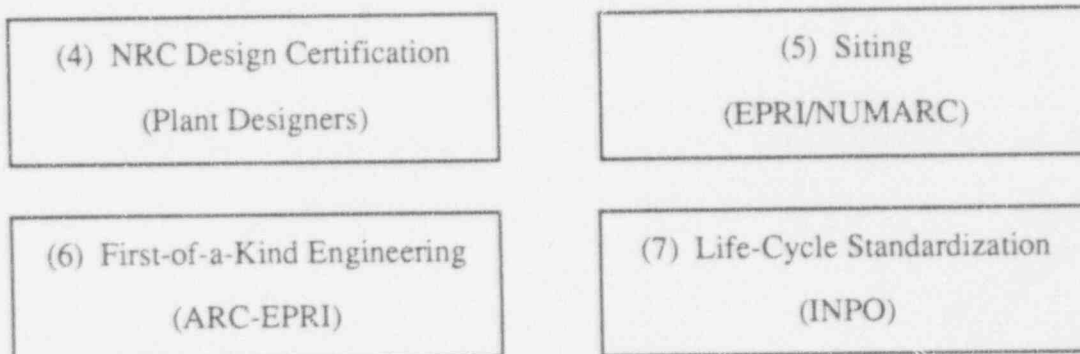 (4) NRC Design Certification
(Plant Designers)
(5) Siting
(EPRI/NUMARC)
(6) First-of-a-Kind Engineering
(ARC-EPRI)
(7) Life-Cycle Standardization
(INPO)